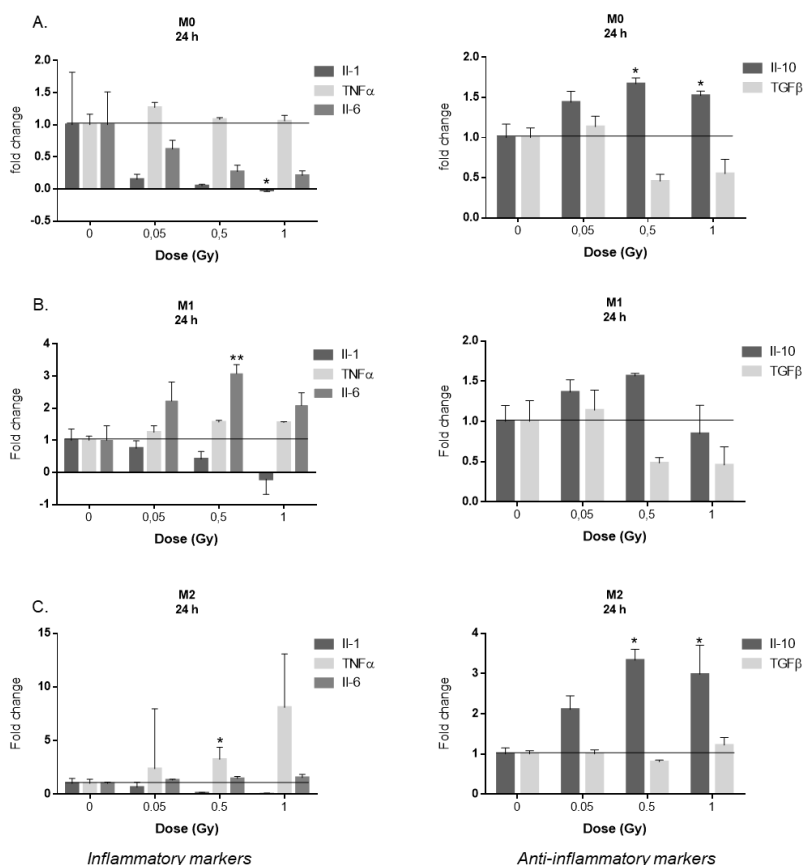 A.
M0
24 h
fold change
2.0
1.5
1.0
0.5
0.0
-0.5
*
0
0,05
0,5
1
Dose (Gy)
Il-1
TNFα
Il-6
M0
24 h
fold change
2.0
1.5
1.0
0.5
0.0
*
*
0
0,05
0,5
1
Dose (Gy)
Il-10
TGFβ
B.
M1
24 h
Fold change
4
3
2
1
0
-1
**
0
0,05
0,5
1
Dose (Gy)
Il-1
TNFα
Il-6
M1
24 h
Fold change
2.0
1.5
1.0
0.5
0.0
0
0,05
0,5
1
Dose (Gy)
Il-10
TGFβ
C.
M2
24 h
Fold change
15
10
5
0
*
0
0.05
0.5
1
Dose (Gy)
Il-1
TNFα
Il-6
M2
24 h
Fold change
4
3
2
1
0
*
*
0
0.05
0.5
1
Dose (Gy)
Il-10
TGFβ
Inflammatory markers
Anti-inflammatory markers